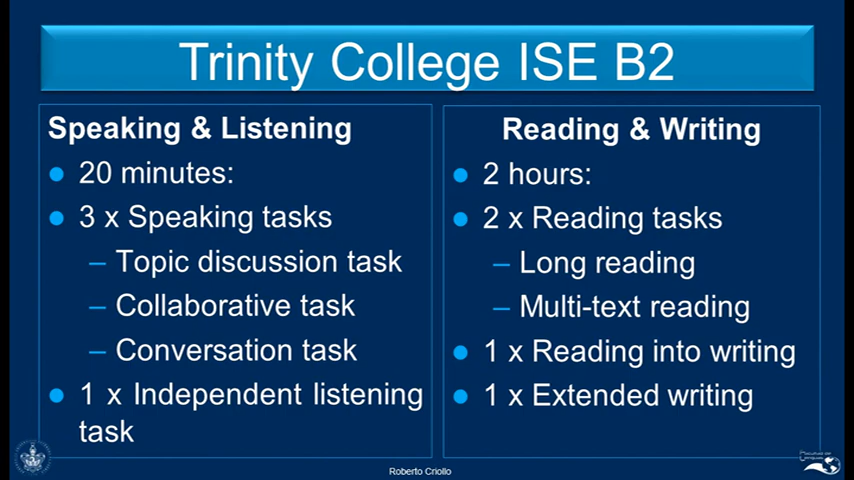 Trinity College ISE B2
Speaking & Listening
20 minutes:
3 x Speaking tasks
– Topic discussion task
– Collaborative task
– Conversation task
1 x Independent listening
task
Reading & Writing
2 hours:
2 x Reading tasks
– Long reading
– Multi-text reading
1 x Reading into writing
1 x Extended writing
Roberto Criollo